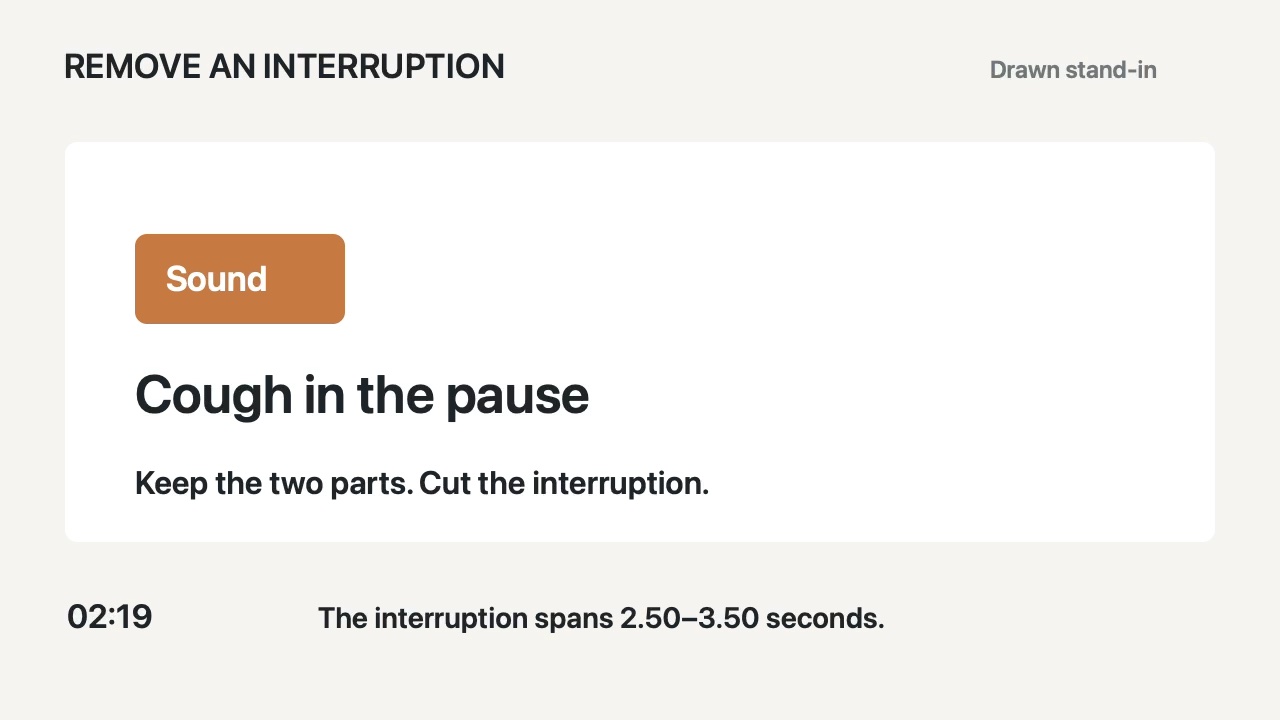 REMOVE AN INTERRUPTION
Drawn stand-in
Sound
Cough in the pause
Keep the two parts. Cut the interruption.
02:19
The interruption spans 2.50–3.50 seconds.